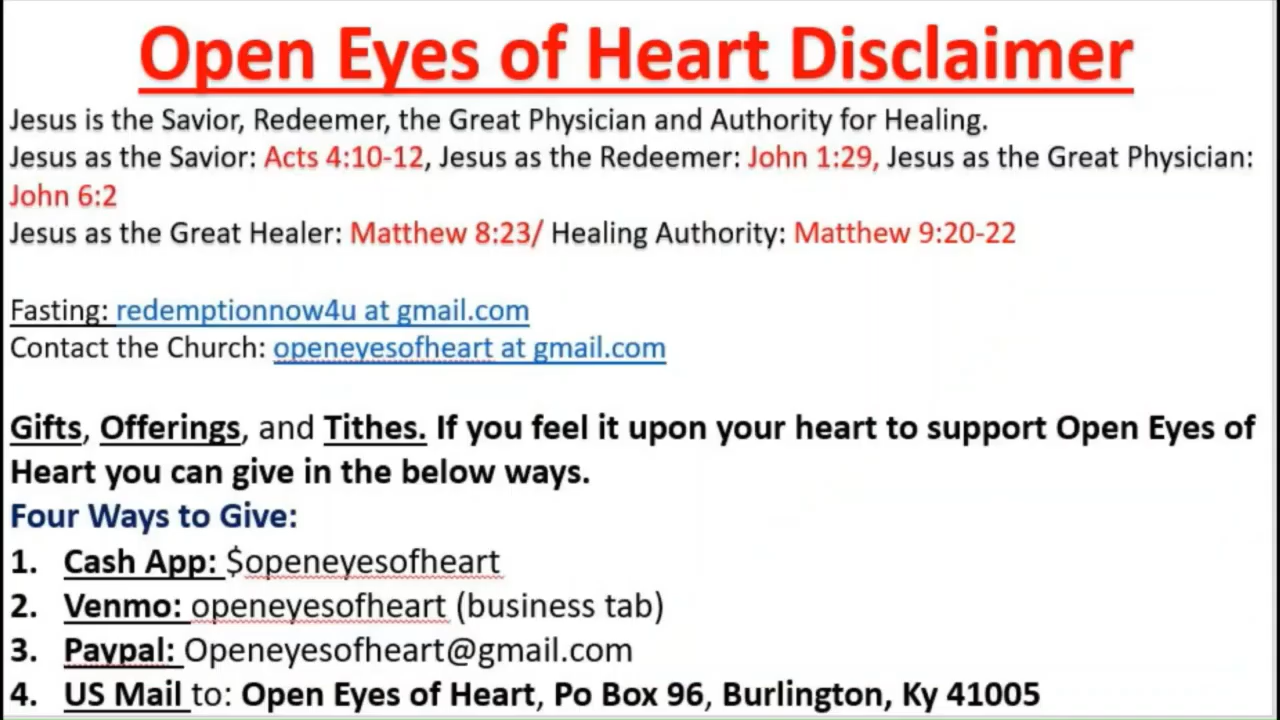 Open Eyes of Heart Disclaimer
Jesus is the Savior, Redeemer, the Great Physician and Authority for Healing.
Jesus as the Savior: Acts 4:10-12, Jesus as the Redeemer: John 1:29, Jesus as the Great Physician:
John 6:2
Jesus as the Great Healer: Matthew 8:23/ Healing Authority: Matthew 9:20-22
Fasting: redemptionnow4u at gmail.com
Contact the Church: openeyesofheart at gmail.com
Gifts, Offerings, and Tithes. If you feel it upon your heart to support Open Eyes of
Heart you can give in the below ways.
Four Ways to Give:
1. Cash App: $openeyesofheart
2. Venmo: openeyesofheart (business tab)
3. Paypal: Openeyesofheart@gmail.com
4. US Mail to: Open Eyes of Heart, Po Box 96, Burlington, Ky 41005